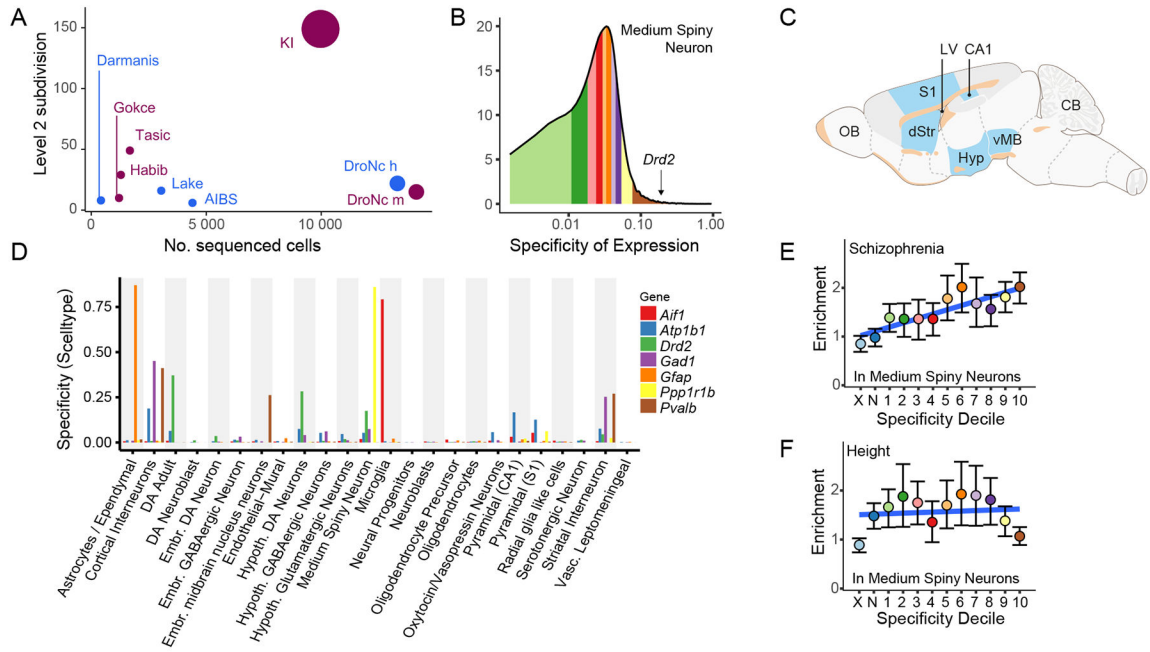 A
Level 2 subdivision
150
100
50
0
0
5 000
10 000
No. sequenced cells
KI
Darmanis
Gokce
Tasic
Habib
Lake
AIBS
DroNc h
DroNc m
B
20
15
10
5
0
0.01
0.10
1.00
Specificity of Expression
Medium Spiny
Neuron
Drd2
C
LV
CA1
S1
CB
OB
dStr
vMB
Hyp
D
Specificity (Scelltype)
0.75
0.50
0.25
0.00
Gene
Aif1
Atp1b1
Drd2
Gad1
Gfap
Ppp1r1b
Pvalb
Astrocytes / Ependymal
Cortical Interneurons
DA Adult
DA Neuroblast
Embr. DA Neuron
Embr. GABAergic Neuron
Embr. midbrain nucleus neurons
Endothelial-Mural
Hypoth. DA Neurons
Hypoth. GABAergic Neurons
Hypoth. Glutamatergic Neurons
Medium Spiny Neuron
Microglia
Neural Progenitors
Neuroblasts
Oligodendrocyte Precursor
Oligodendrocytes
Oxytocin/Vasopressin Neurons
Pyramidal (CA1)
Pyramidal (S1)
Radial glia like cells
Serotonergic Neuron
Striatal Interneuron
Vasc. Leptomeningeal
E
Schizophrenia
Enrichment
2
1
0
In Medium Spiny Neurons
X N 1 2 3 4 5 6 7 8 9 10
Specificity Decile
F
Height
Enrichment
2
1
0
In Medium Spiny Neurons
X N 1 2 3 4 5 6 7 8 9 10
Specificity Decile